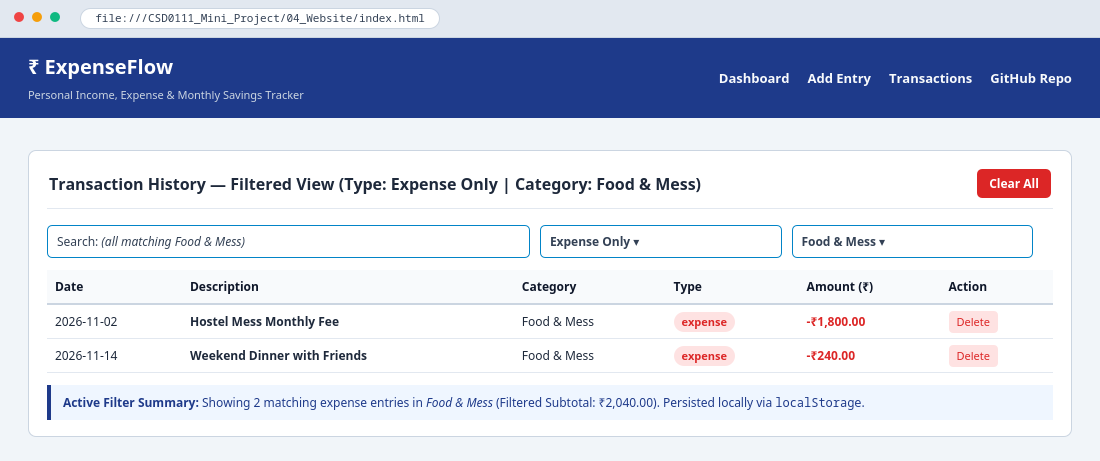 file:///CSD0111_Mini_Project/04_Website/index.html
₹ ExpenseFlow
Personal Income, Expense & Monthly Savings Tracker
Dashboard Add Entry Transactions GitHub Repo
Transaction History — Filtered View (Type: Expense Only | Category: Food & Mess)
Clear All
Search: (all matching Food & Mess) Expense Only ▾ Food & Mess ▾
Date Description Category Type Amount (₹) Action
2026-11-02 Hostel Mess Monthly Fee Food & Mess expense -₹1,800.00 Delete
2026-11-14 Weekend Dinner with Friends Food & Mess expense -₹240.00 Delete
Active Filter Summary: Showing 2 matching expense entries in Food & Mess (Filtered Subtotal: ₹2,040.00). Persisted locally via localStorage.